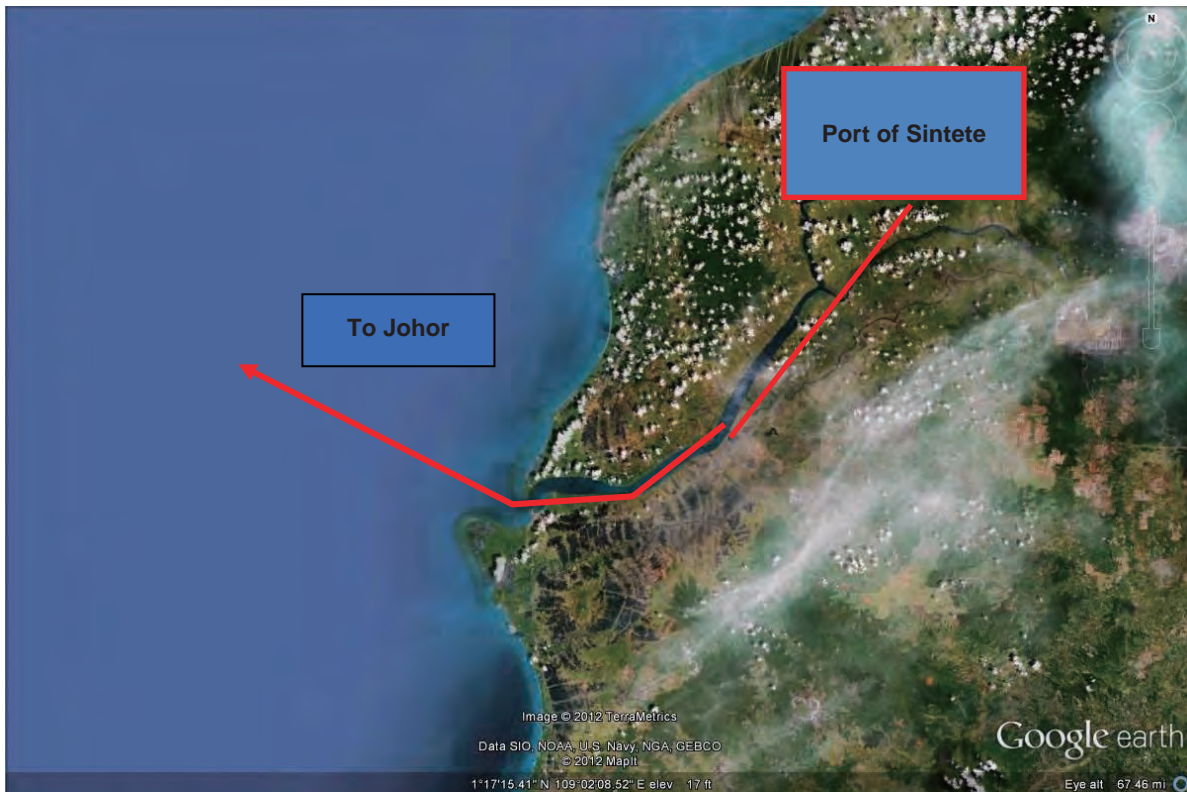 N
Port of Sintete
To Johor
Image © 2012 TerraMetrics
Data SIO, NOAA, U.S. Navy, NGA, GEBCO
© 2012 MapIt
Google earth
1°17'15.41" N 109°02'08.52" E elev 17 ft
Eye alt 67.46 mi